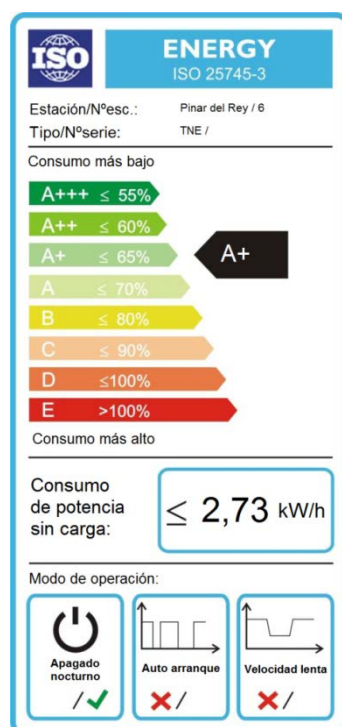 ISO
ENERGY
ISO 25745-3
Estación/Nºesc.: Pinar del Rey / 6
Tipo/Nºserie: TNE /
Consumo más bajo
A+++ ≤ 55%
A++ ≤ 60%
A+ ≤ 65%
A+
A ≤ 70%
B ≤ 80%
C ≤ 90%
D ≤100%
E >100%
Consumo más alto
Consumo
de potencia
sin carga:
≤ 2,73 kW/h
Modo de operación:
Apagado
nocturno
/
Auto arranque
/
Velocidad lenta
/